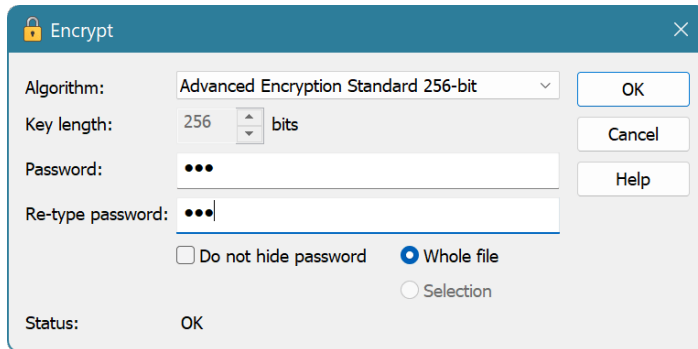 Encrypt
Algorithm: Advanced Encryption Standard 256-bit OK
Key length: 256 bits Cancel
Password: ●●● Help
Re-type password: ●●●
Do not hide password Whole file
Selection
Status: OK